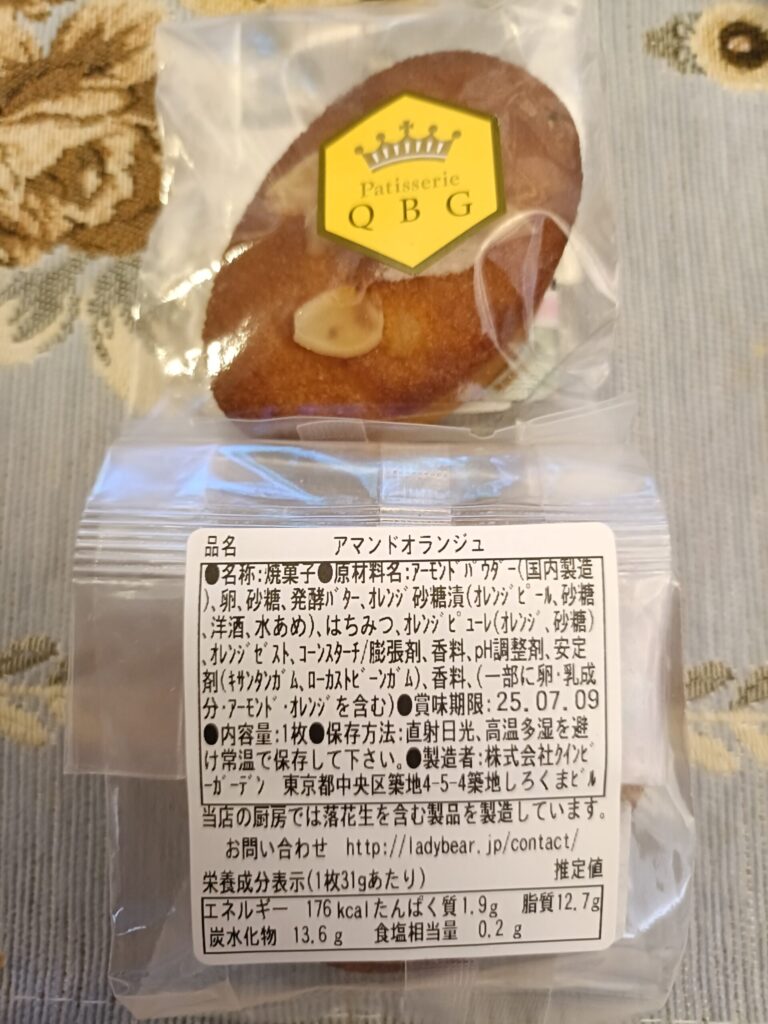 Patisserie
Q B G
品名 アマンドオランジュ
●名称:焼菓子●原材料名:アーモンドパウダー(国内製造
)、卵、砂糖、発酵バター、オレンジ砂糖漬(オレンジピール、砂糖
、洋酒、水あめ)、はちみつ、オレンジピューレ(オレンジ、砂糖)
、オレンジゼスト、コーンスターチ/膨張剤、香料、pH調整剤、安定
剤(キサンタンガム、ローカストビーンガム)、香料、(一部に卵・乳成
分・アーモンド・オレンジを含む)●賞味期限:25.07.09
●内容量:1枚●保存方法:直射日光、高温多湿を避
け常温で保存して下さい。●製造者:株式会社クインビ
ーガーデン 東京都中央区築地4-5-4築地しろくまビル
当店の厨房では落花生を含む製品を製造しています。
お問い合わせ http://ladybear.jp/contact/
栄養成分表示(1枚31gあたり) 推定値
エネルギー 176kcalたんぱく質1.9g 脂質12.7g
炭水化物 13.6g 食塩相当量 0.2g